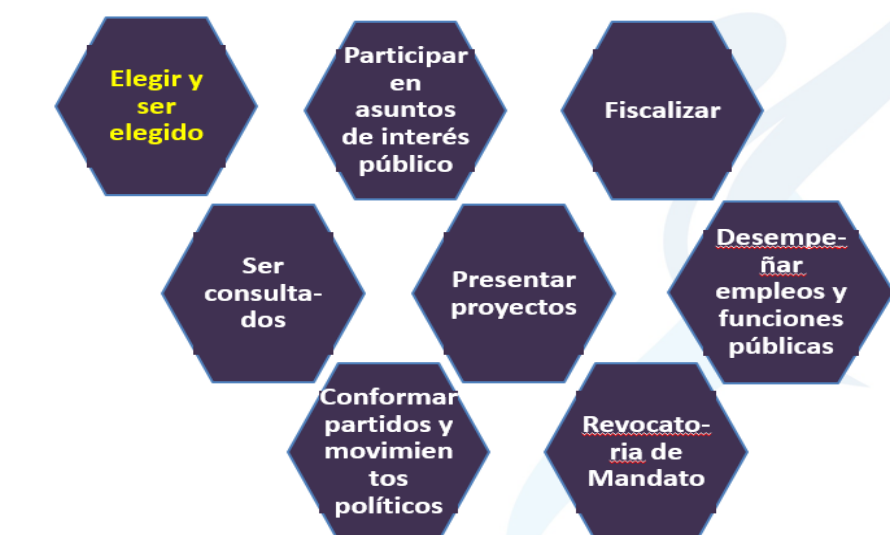 Elegir y
ser
elegido
Participar
en
asuntos
de interés
público
Fiscalizar
Ser
consulta-
dos
Presentar
proyectos
Desempe-
ñar
empleos y
funciones
públicas
Conformar
partidos y
movimien
tos
políticos
Revocato-
ria de
Mandato